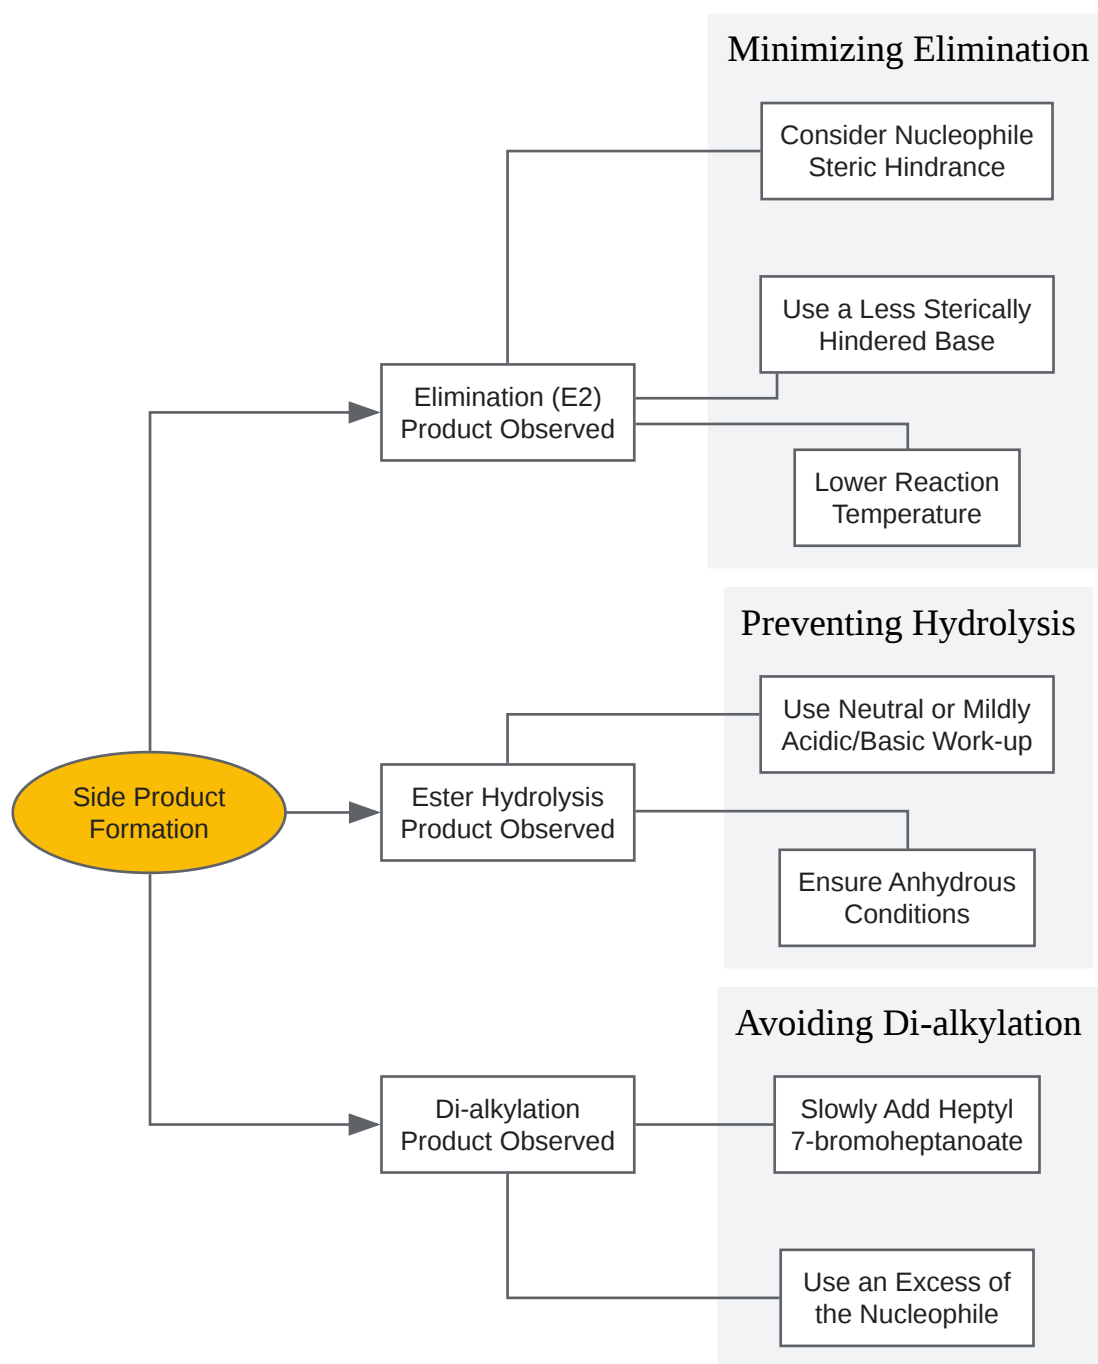 Minimizing Elimination
Consider Nucleophile
Steric Hindrance
Use a Less Sterically
Hindered Base
Elimination (E2)
Product Observed
Lower Reaction
Temperature
Preventing Hydrolysis
Use Neutral or Mildly
Acidic/Basic Work-up
Side Product
Formation
Ester Hydrolysis
Product Observed
Ensure Anhydrous
Conditions
Avoiding Di-alkylation
Di-alkylation
Product Observed
Slowly Add Heptyl
7-bromoheptanoate
Use an Excess of
the Nucleophile